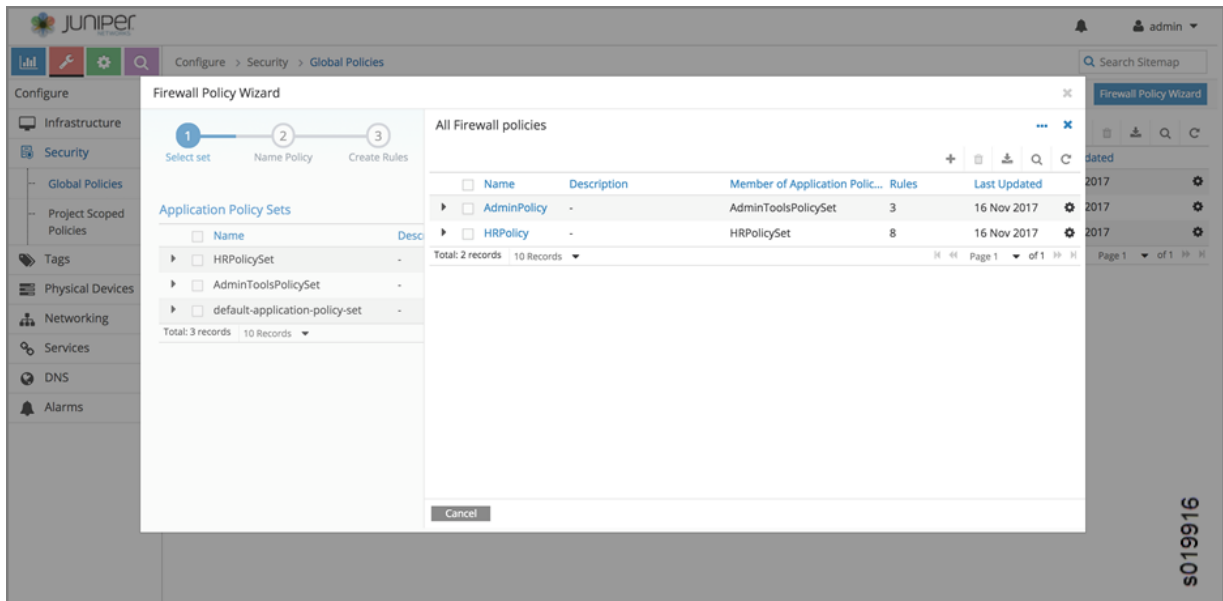 JUNIPER
NETWORKS
admin
Configure > Security > Global Policies
Search Sitemap
Configure
Firewall Policy Wizard
Firewall Policy Wizard
Infrastructure
Security
Global Policies
Project Scoped
Policies
Tags
Physical Devices
Networking
Services
DNS
Alarms
1 2 3
Select set Name Policy Create Rules
Application Policy Sets
Name Desc
HRPolicySet -
AdminToolsPolicySet -
default-application-policy-set -
Total: 3 records 10 Records
All Firewall policies
Name Description Member of Application Polic... Rules Last Updated
AdminPolicy - AdminToolsPolicySet 3 16 Nov 2017
HRPolicy - HRPolicySet 8 16 Nov 2017
Total: 2 records 10 Records Page 1 of 1
Cancel
dated
2017
2017
2017
Page 1 of 1
s019916